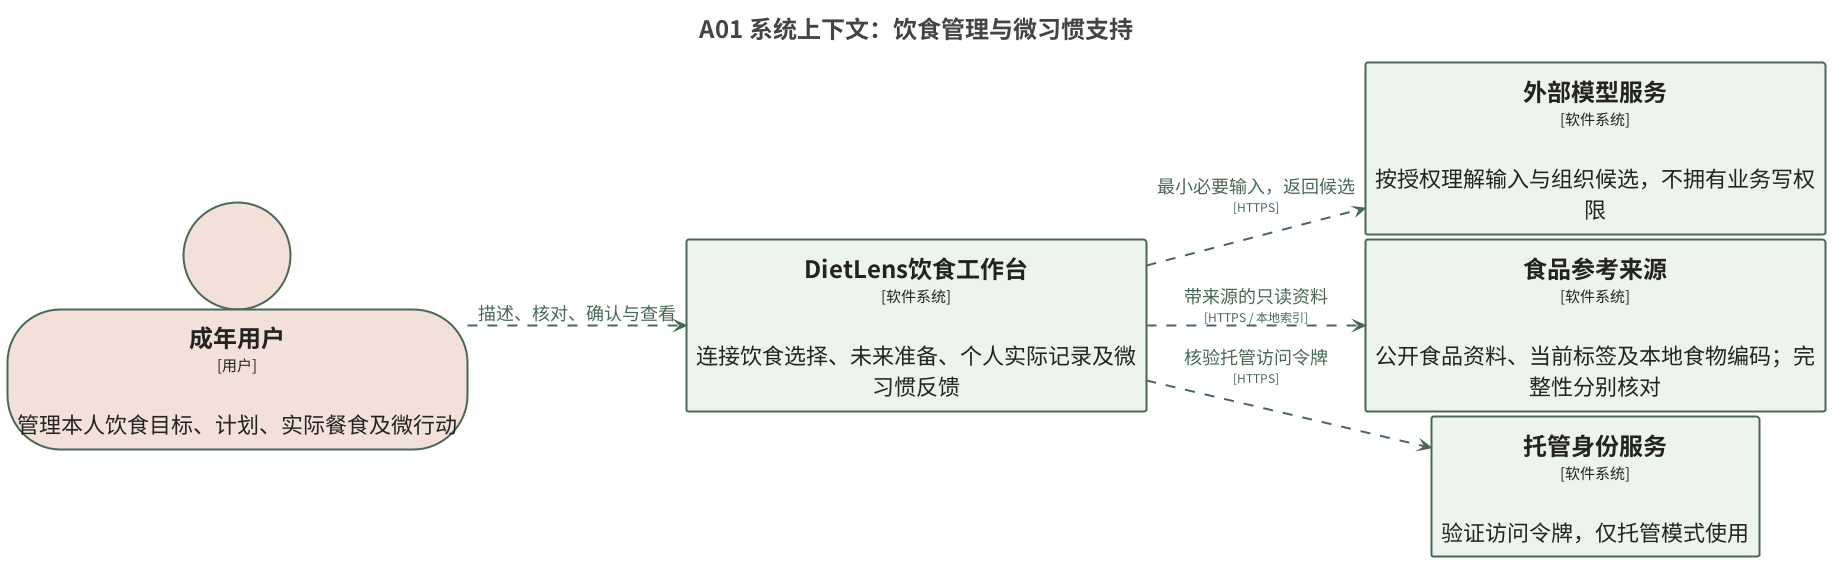 A01 系统上下文：饮食管理与微习惯支持
成年用户
[用户]
管理本人饮食目标、计划、实际餐食及微行动
描述、核对、确认与查看
DietLens饮食工作台
[软件系统]
连接饮食选择、未来准备、个人实际记录及微
习惯反馈
最小必要输入，返回候选
[HTTPS]
带来源的只读资料
[HTTPS / 本地索引]
核验托管访问令牌
[HTTPS]
外部模型服务
[软件系统]
按授权理解输入与组织候选，不拥有业务写权
限
食品参考来源
[软件系统]
公开食品资料、当前标签及本地食物编码；完
整性分别核对
托管身份服务
[软件系统]
验证访问令牌，仅托管模式使用